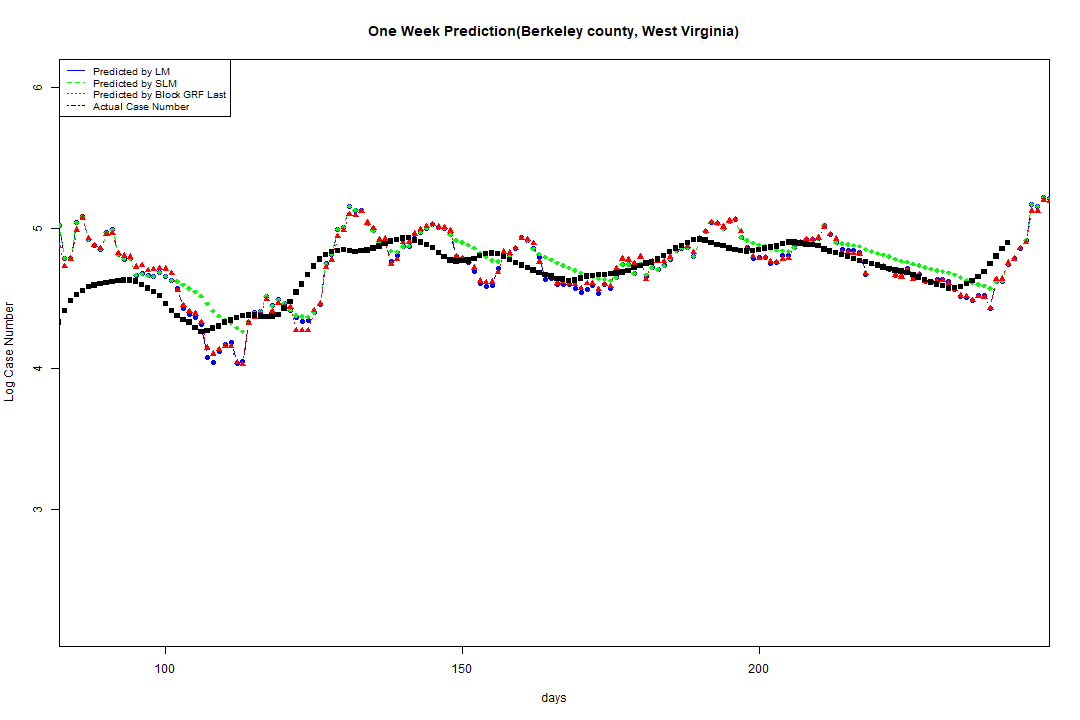 One Week Prediction(Berkeley county, West Virginia)
Predicted by LM
Predicted by SLM
Predicted by Block GRF Last
Actual Case Number
6
5
4
3
Log Case Number
100 150 200
days